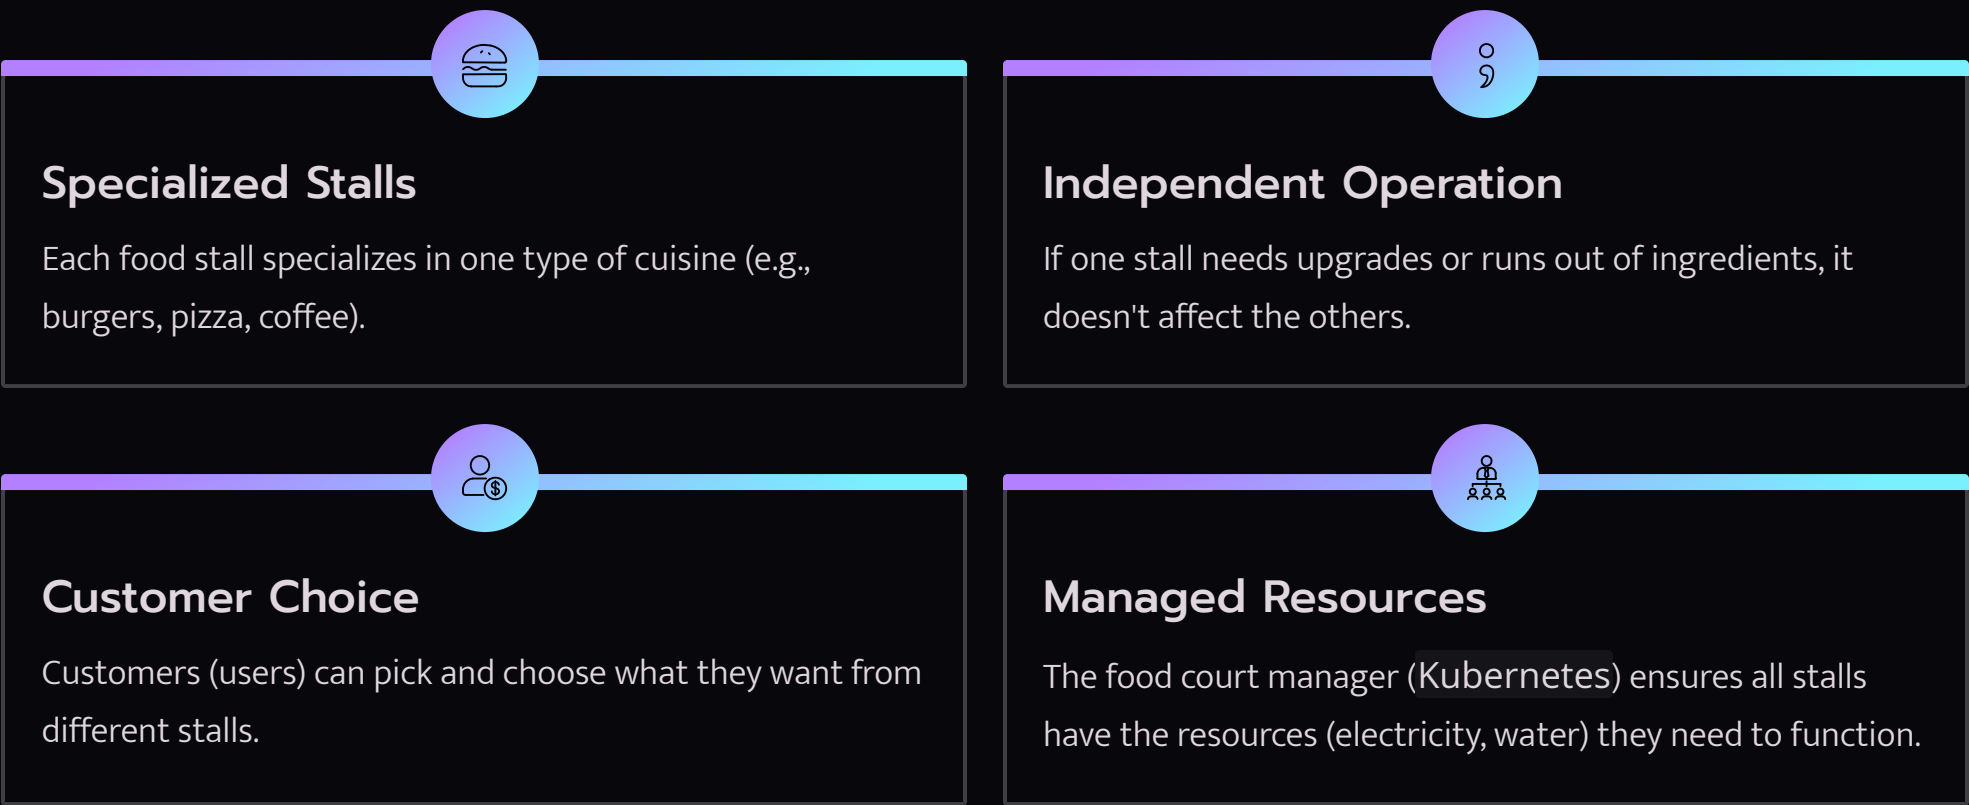 Specialized Stalls
Each food stall specializes in one type of cuisine (e.g.,
burgers, pizza, coffee).
Independent Operation
If one stall needs upgrades or runs out of ingredients, it
doesn't affect the others.
Customer Choice
Customers (users) can pick and choose what they want from
different stalls.
Managed Resources
The food court manager (Kubernetes) ensures all stalls
have the resources (electricity, water) they need to function.